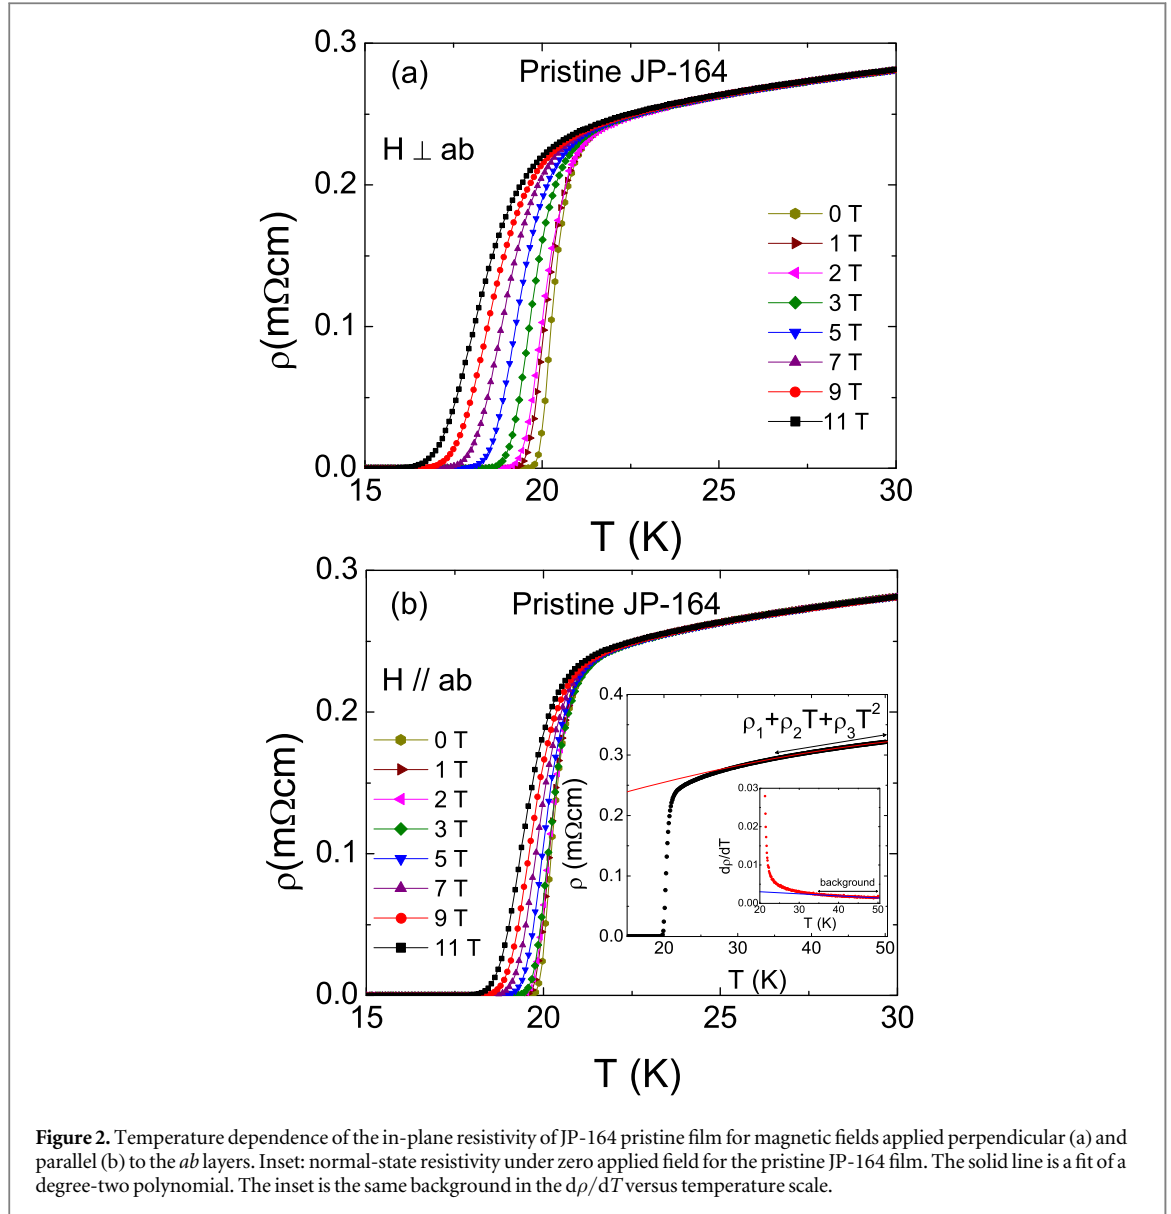 0.3
(a)
Pristine JP-164
H ⊥ ab
0.2
ρ(mΩcm)
0 T
1 T
2 T
3 T
5 T
7 T
9 T
11 T
0.1
0.0
15 20 25 30
T (K)
0.3
(b)
Pristine JP-164
H // ab
0.2
ρ(mΩcm)
0 T
1 T
2 T
3 T
5 T
7 T
9 T
11 T
0.1
0.0
15 20 25 30
T (K)
0.4
ρ₁+ρ₂T+ρ₃T²
0.3
0.2
0.1
0.0
ρ (mΩcm)
20 30 40 50
T (K)
0.03
0.02
0.01
0.00
dρ/dT
background
20 30 40 50
T (K)
Figure 2. Temperature dependence of the in-plane resistivity of JP-164 pristine film for magnetic fields applied perpendicular (a) and
parallel (b) to the ab layers. Inset: normal-state resistivity under zero applied field for the pristine JP-164 film. The solid line is a fit of a
degree-two polynomial. The inset is the same background in the dρ/dT versus temperature scale.